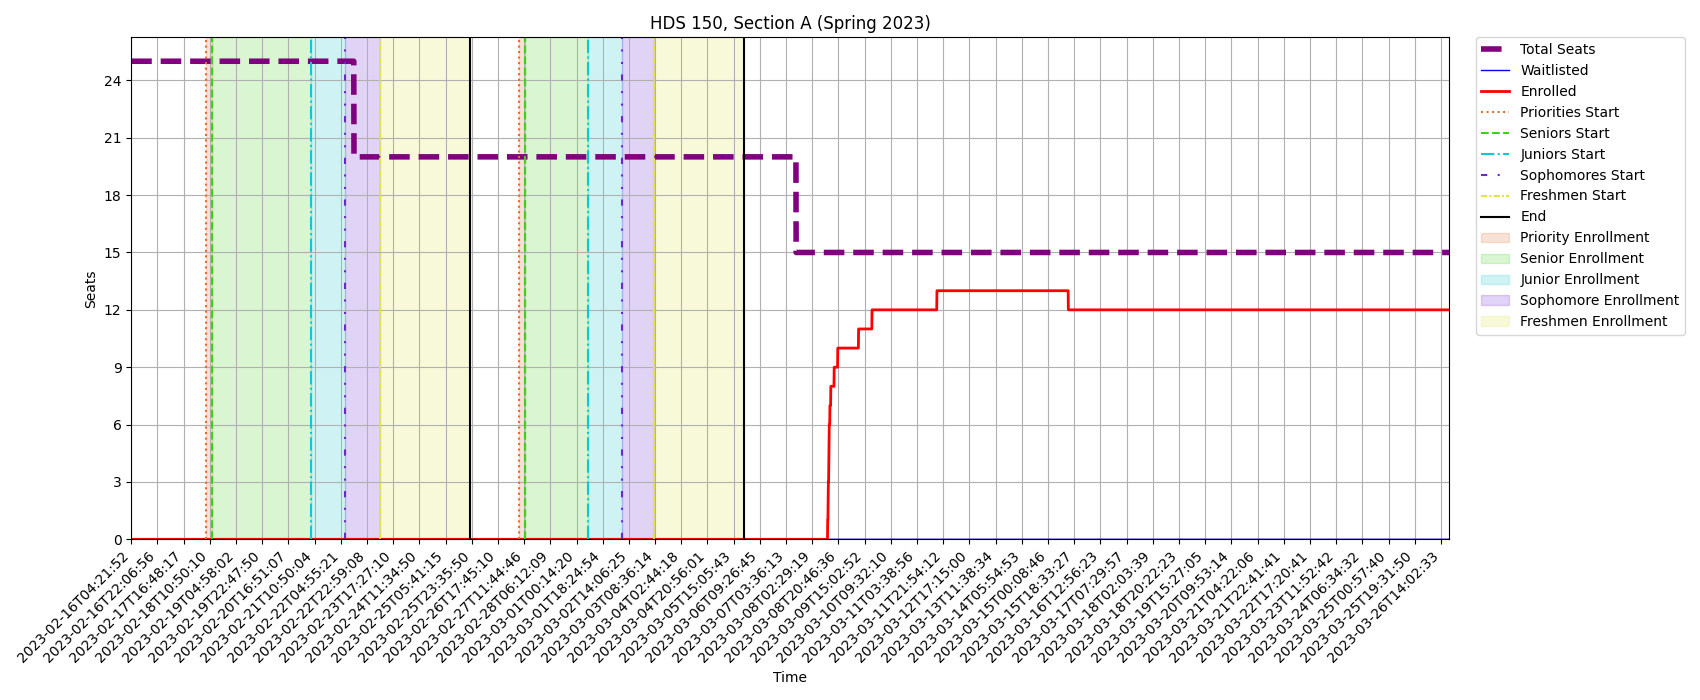 HDS 150, Section A (Spring 2023)
Seats
24
21
18
15
12
9
6
3
0
2023-02-16T04:21:52
2023-02-16T22:06:56
2023-02-17T16:48:17
2023-02-18T10:50:10
2023-02-19T04:58:02
2023-02-19T22:47:50
2023-02-20T16:51:07
2023-02-21T10:50:04
2023-02-22T04:55:21
2023-02-22T22:59:08
2023-02-23T17:27:10
2023-02-24T11:34:50
2023-02-25T05:41:15
2023-02-25T23:35:50
2023-02-26T17:45:10
2023-02-27T11:44:46
2023-02-28T06:12:09
2023-03-01T00:14:20
2023-03-01T18:24:54
2023-03-02T14:06:25
2023-03-03T08:36:14
2023-03-04T02:44:18
2023-03-04T20:56:01
2023-03-05T15:05:43
2023-03-06T09:26:45
2023-03-07T03:36:13
2023-03-08T02:29:19
2023-03-08T20:46:36
2023-03-09T15:02:52
2023-03-10T09:32:10
2023-03-11T03:38:56
2023-03-11T21:54:12
2023-03-12T17:15:00
2023-03-13T11:38:34
2023-03-14T05:54:53
2023-03-15T00:08:46
2023-03-15T18:33:27
2023-03-16T12:56:23
2023-03-17T07:29:57
2023-03-18T02:03:39
2023-03-18T20:22:23
2023-03-19T15:27:05
2023-03-20T09:53:14
2023-03-21T04:22:06
2023-03-21T22:41:41
2023-03-22T17:20:41
2023-03-23T11:52:42
2023-03-24T06:34:32
2023-03-25T00:57:40
2023-03-25T19:31:50
2023-03-26T14:02:33
Time
Total Seats
Waitlisted
Enrolled
Priorities Start
Seniors Start
Juniors Start
Sophomores Start
Freshmen Start
End
Priority Enrollment
Senior Enrollment
Junior Enrollment
Sophomore Enrollment
Freshmen Enrollment